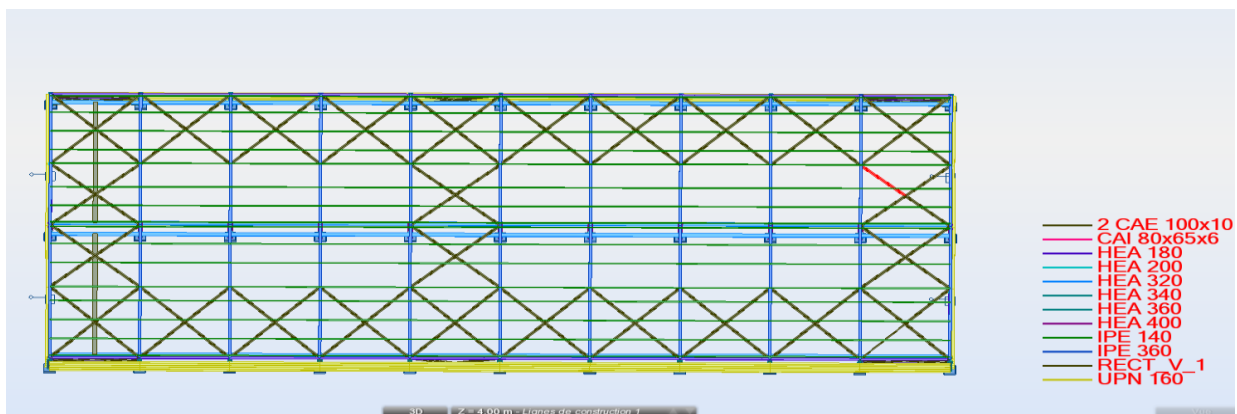 2 CAE 100x10
CAI 80x65x6
HEA 180
HEA 200
HEA 320
HEA 340
HEA 360
HEA 400
IPE 140
IPE 360
RECT_V_1
UPN 160
3D Z = 4.00 m - Lignes de construction 1